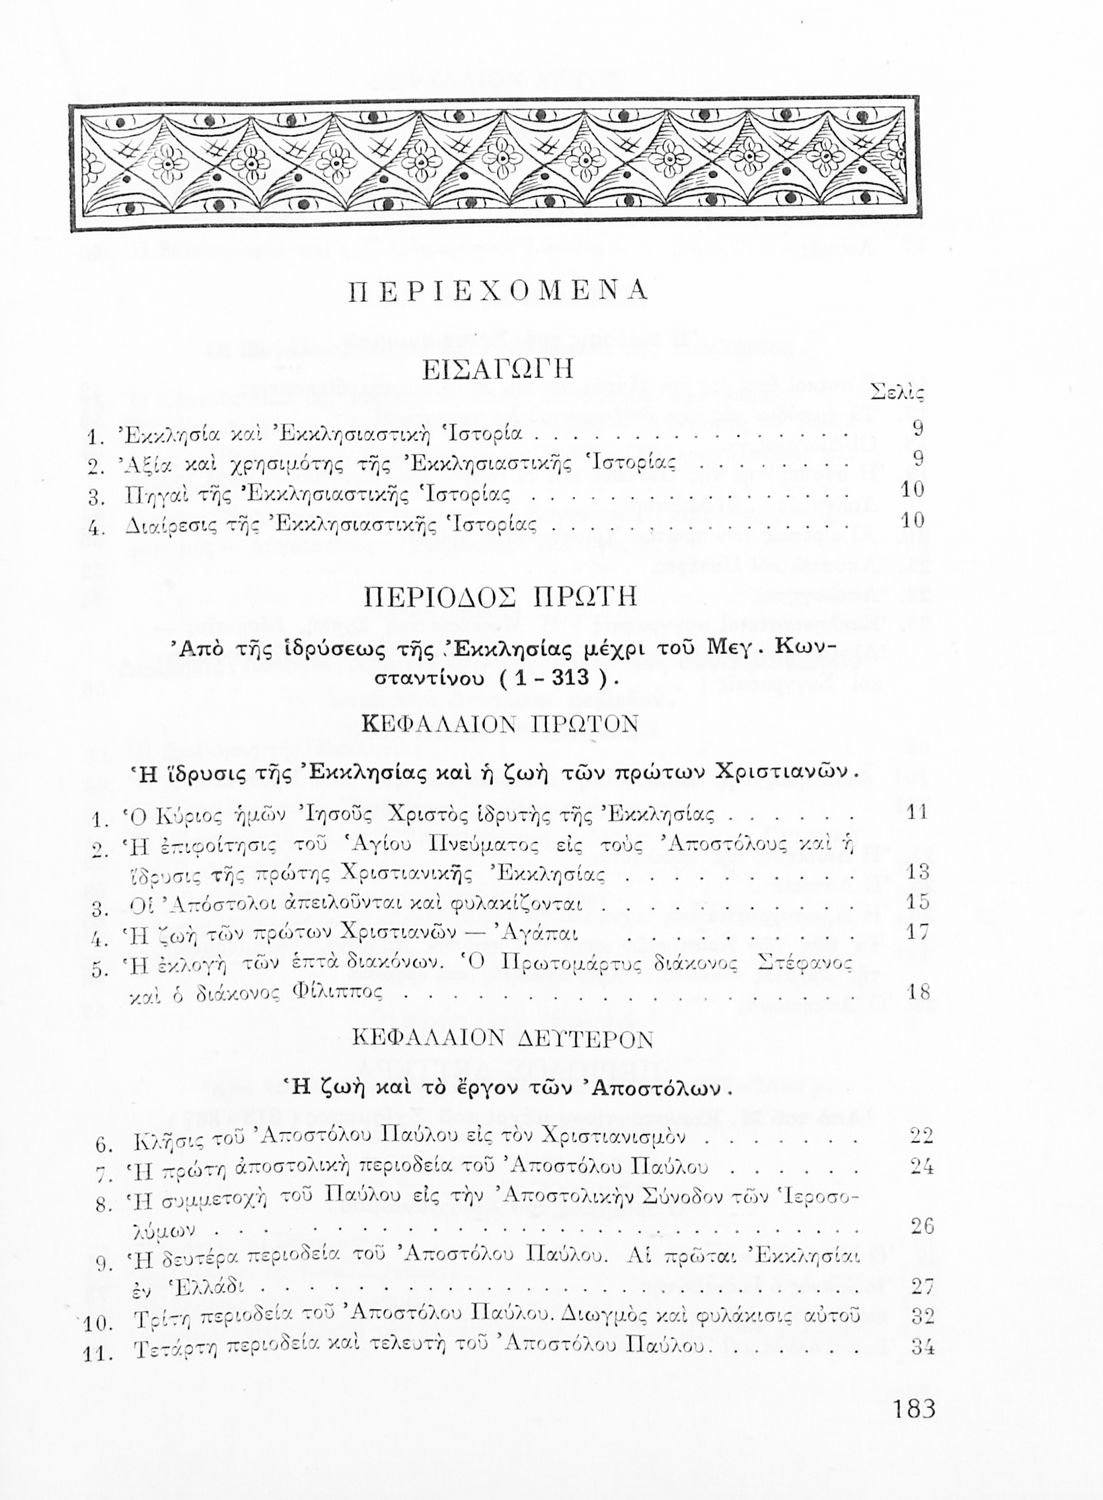 ΠΕΡΙΕΧΟΜΕΝΑ
ΕΙΣΑΓΩΓΗ
Σελὶς
1. Ἐκκλησία καὶ Ἐκκλησιαστικὴ Ἱστορία . . . . . . . . . . . . . . . . 9
2. Ἀξία καὶ χρησιμότης τῆς Ἐκκλησιαστικῆς Ἱστορίας . . . . . . . . 9
3. Πηγαὶ τῆς Ἐκκλησιαστικῆς Ἱστορίας . . . . . . . . . . . . . . . . . 10
4. Διαίρεσις τῆς Ἐκκλησιαστικῆς Ἱστορίας . . . . . . . . . . . . . . . . 10
ΠΕΡΙΟΔΟΣ ΠΡΩΤΗ
Ἀπὸ τῆς ἱδρύσεως τῆς Ἐκκλησίας μέχρι τοῦ Μεγ. Κων-
σταντίνου ( 1 - 313 ).
ΚΕΦΑΛΑΙΟΝ ΠΡΩΤΟΝ
Ἡ ἵδρυσις τῆς Ἐκκλησίας καὶ ἡ ζωὴ τῶν πρώτων Χριστιανῶν.
1. Ὁ Κύριος ἡμῶν Ἰησοῦς Χριστὸς ἱδρυτὴς τῆς Ἐκκλησίας . . . . . . 11
2. Ἡ ἐπιφοίτησις τοῦ Ἁγίου Πνεύματος εἰς τοὺς Ἀποστόλους καὶ ἡ
ἵδρυσις τῆς πρώτης Χριστιανικῆς Ἐκκλησίας . . . . . . . . . . . 13
3. Οἱ Ἀπόστολοι ἀπειλοῦνται καὶ φυλακίζονται . . . . . . . . . . . . 15
4. Ἡ ζωὴ τῶν πρώτων Χριστιανῶν — Ἀγάπαι . . . . . . . . . . . 17
5. Ἡ ἐκλογὴ τῶν ἑπτὰ διακόνων. Ὁ Πρωτομάρτυς διάκονος Στέφανος
καὶ ὁ διάκονος Φίλιππος . . . . . . . . . . . . . . . . . . . . 18
ΚΕΦΑΛΑΙΟΝ ΔΕΥΤΕΡΟΝ
Ἡ ζωὴ καὶ τὸ ἔργον τῶν Ἀποστόλων.
6. Κλῆσις τοῦ Ἀποστόλου Παύλου εἰς τὸν Χριστιανισμὸν . . . . . . . 22
7. Ἡ πρώτη ἀποστολικὴ περιοδεία τοῦ Ἀποστόλου Παύλου . . . . . . 24
8. Ἡ συμμετοχὴ τοῦ Παύλου εἰς τὴν Ἀποστολικὴν Σύνοδον τῶν Ἱεροσο-
λύμων . . . . . . . . . . . . . . . . . . . . . . . . . . . . 26
9. Ἡ δευτέρα περιοδεία τοῦ Ἀποστόλου Παύλου. Αἱ πρῶται Ἐκκλησίαι
ἐν Ἑλλάδι . . . . . . . . . . . . . . . . . . . . . . . . . . 27
10. Τρίτη περιοδεία τοῦ Ἀποστόλου Παύλου. Διωγμὸς καὶ φυλάκισις αὐτοῦ 32
11. Τετάρτη περιοδεία καὶ τελευτὴ τοῦ Ἀποστόλου Παύλου. . . . . . . 34
183